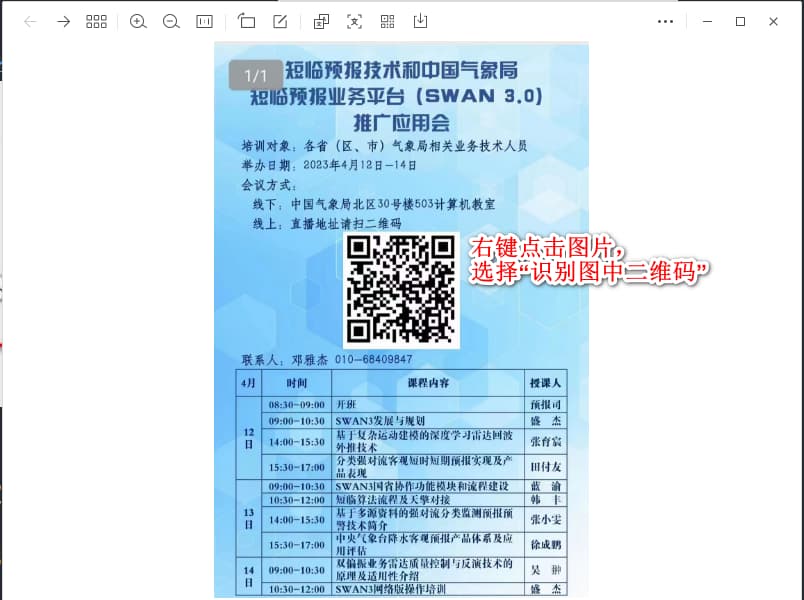 1/1
短临预报技术和中国气象局
短临预报业务平台（SWAN 3.0）
推广应用会
培训对象：各省（区、市）气象局相关业务技术人员
举办日期：2023年4月12日-14日
会议方式：
线下：中国气象局北区30号楼503计算机教室
线上：直播地址请扫二维码
右键点击图片，
选择“识别图中二维码”
联系人：邓雅杰 010-68409847
4月 时间 课程内容 授课人
12日
08:30-09:00 开班 预报司
09:00-10:30 SWAN3发展与规划 盛 杰
14:00-15:30 基于复杂运动建模的深度学习雷达回波
外推技术 张育宸
15:30-17:00 分类强对流客观短时短期预报实现及产
品表现 田付友
13日
09:00-10:30 SWAN3国省协作功能模块和流程建设 蓝 渝
10:30-12:00 短临算法流程及天擎对接 韩 丰
14:00-15:30 基于多源资料的强对流分类监测预报预
警技术简介 张小雯
15:30-17:00 中央气象台降水客观预报产品体系及应
用评估 徐成鹏
14日
09:00-10:30 双偏振业务雷达质量控制与反演技术的
原理及适用性介绍 吴 翀
10:30-12:00 SWAN3网络版操作培训 盛 杰